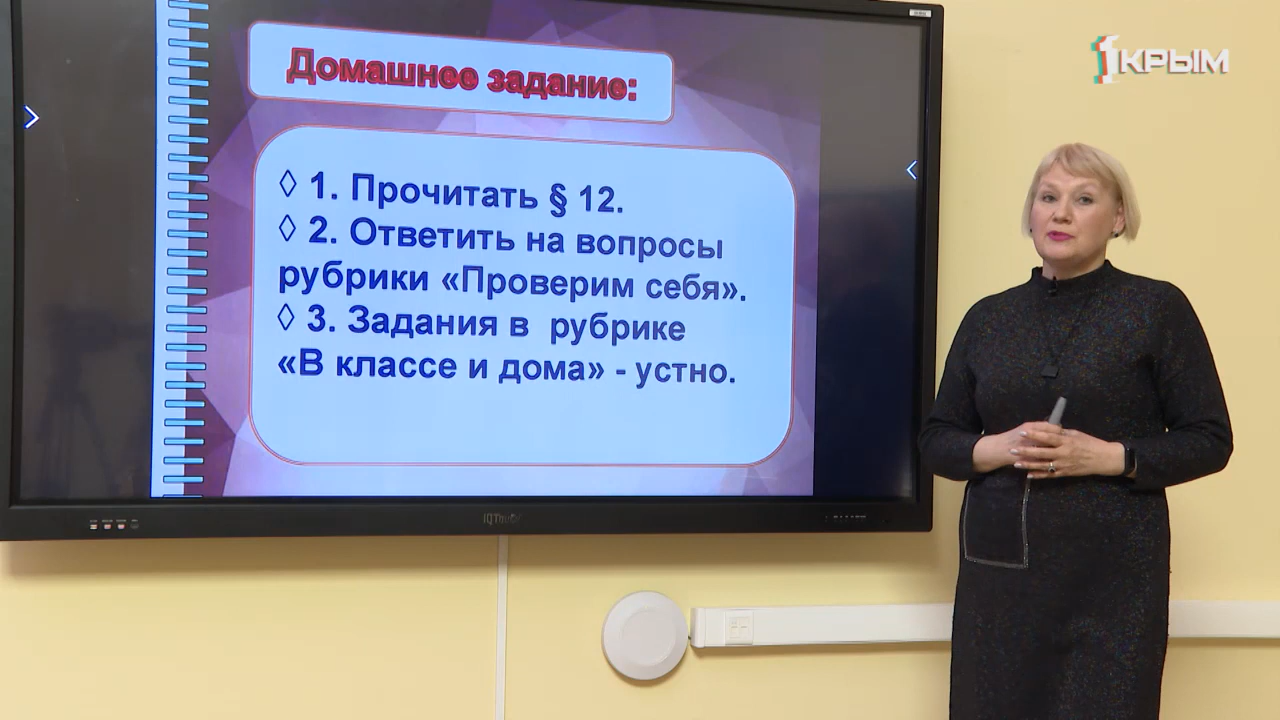 Домашнее задание:
1КРЫМ
◊ 1. Прочитать § 12.
◊ 2. Ответить на вопросы
рубрики «Проверим себя».
◊ 3. Задания в рубрике
«В классе и дома» - устно.
IQTouch